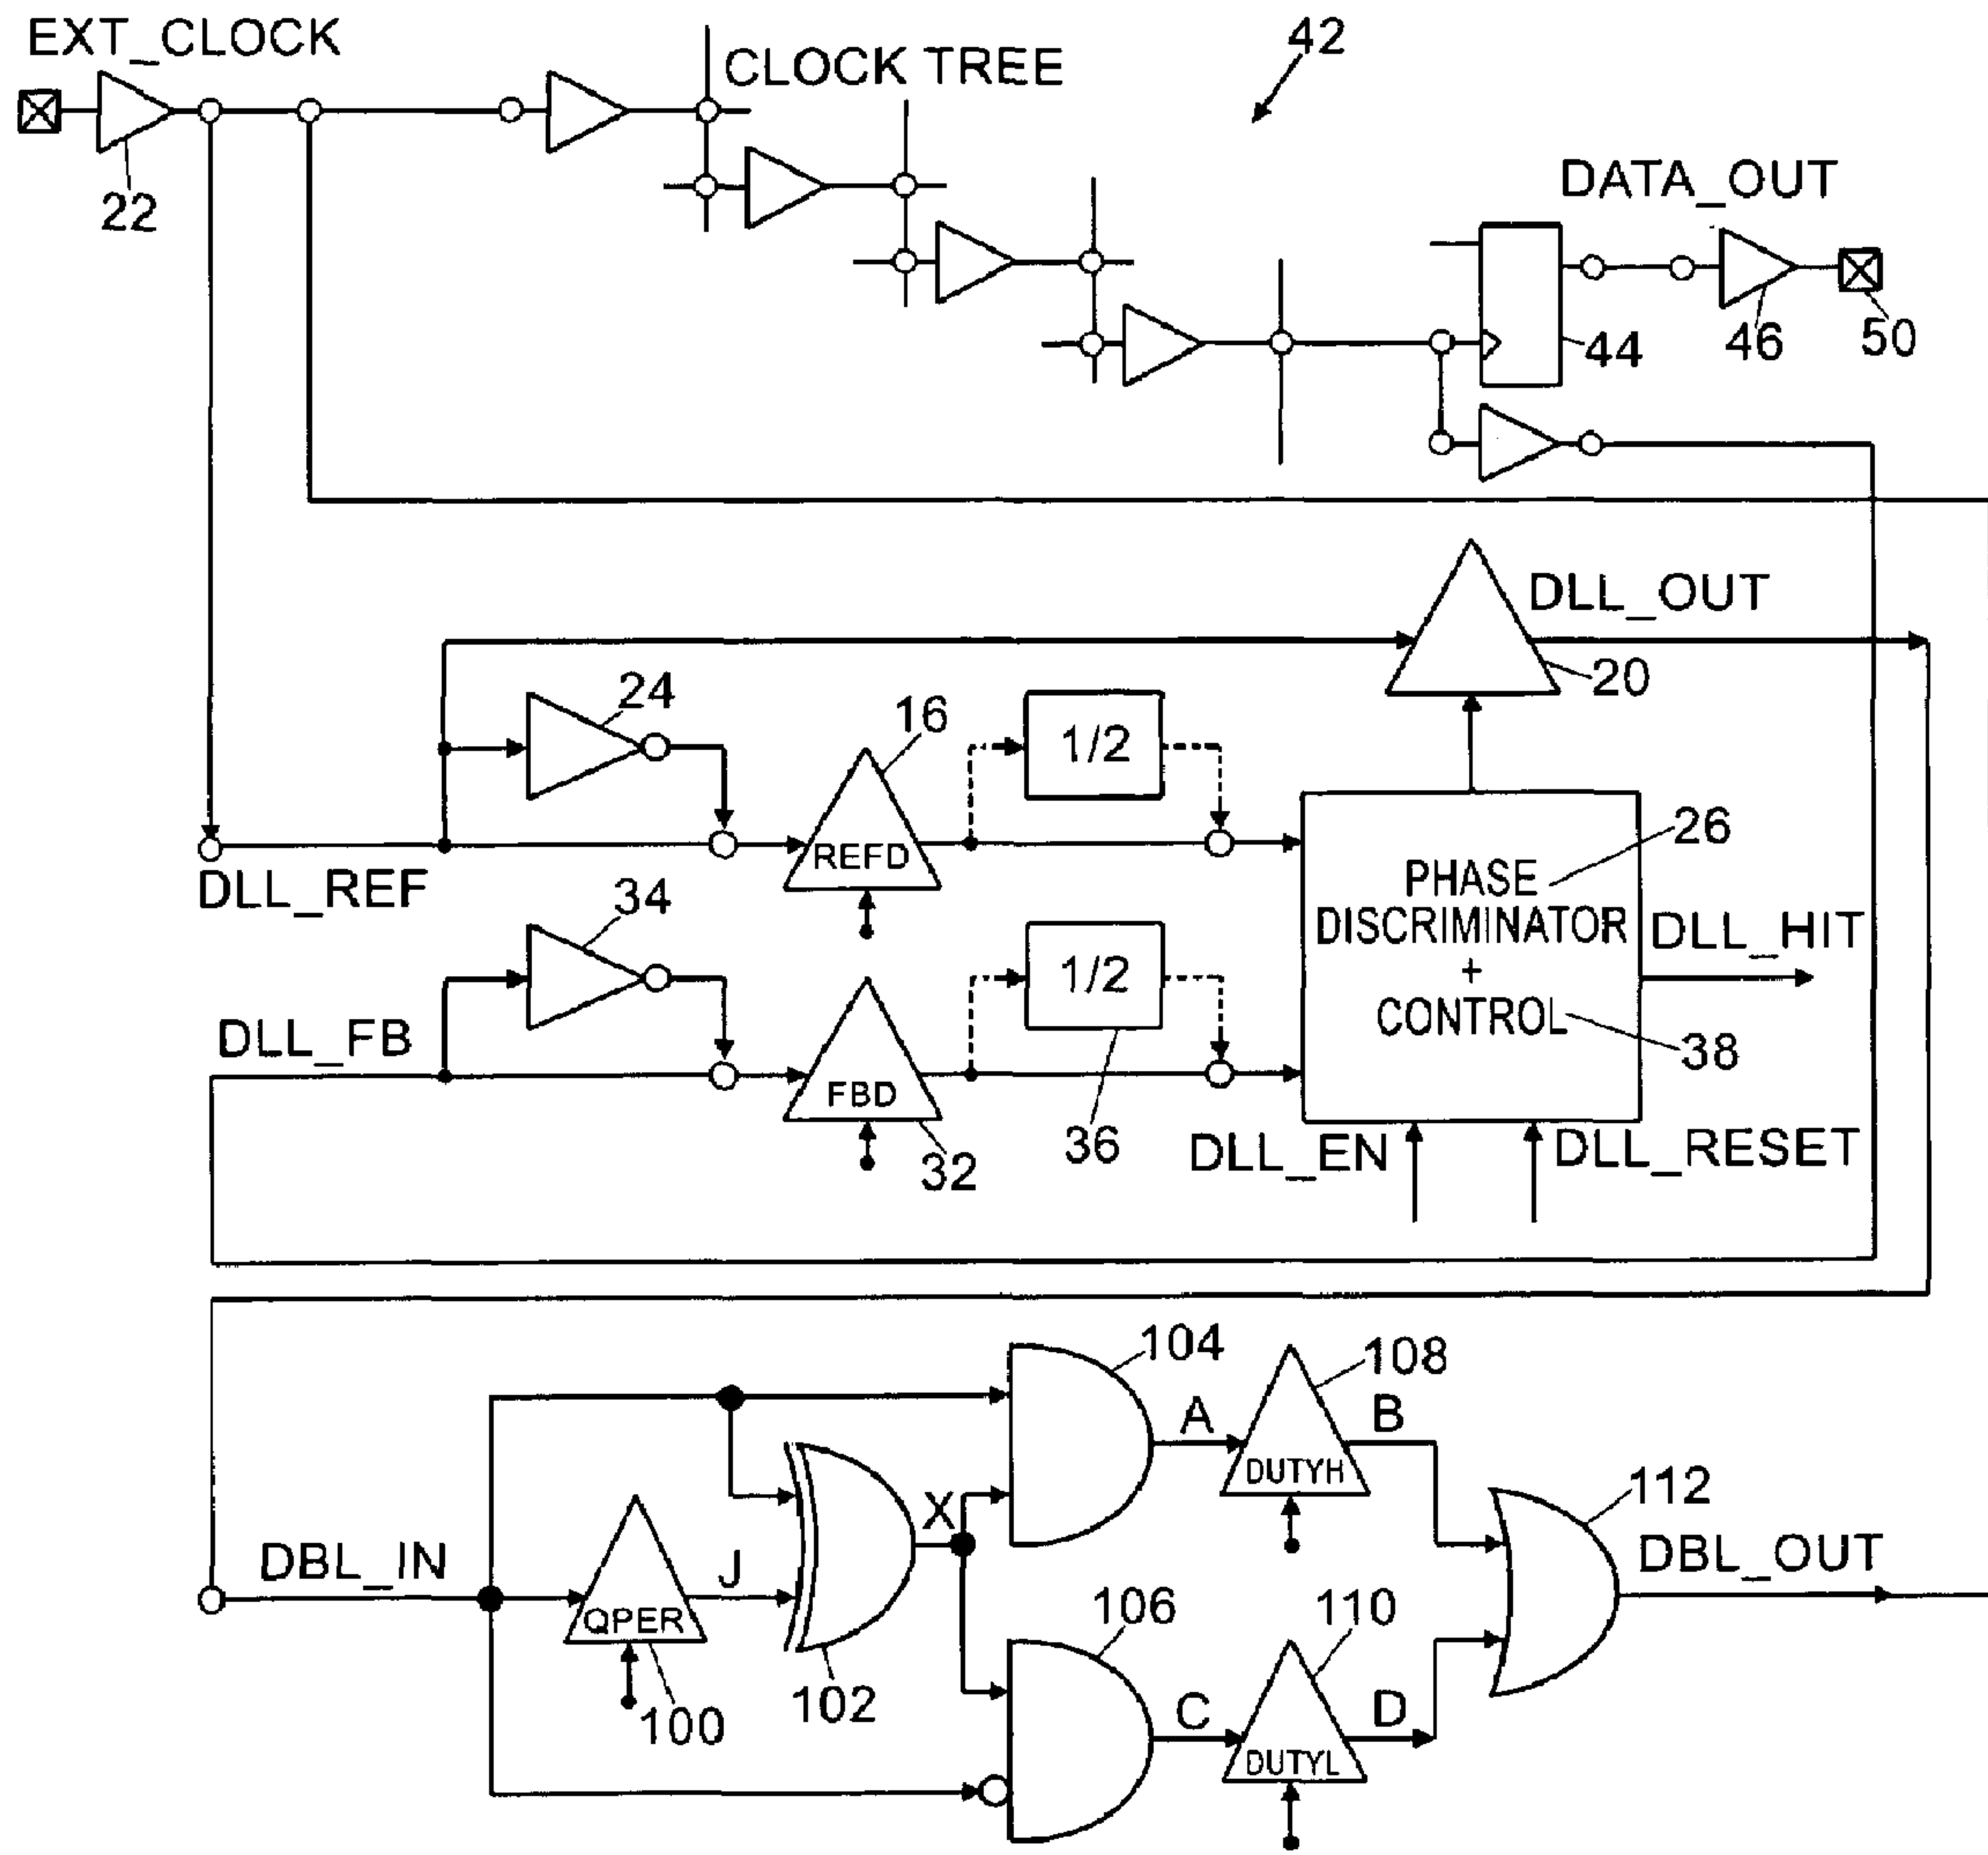 EXT_CLOCK
42
CLOCK TREE
22
DATA_OUT
44
46
50
DLL_OUT
20
24
16
1/2
REFD
DLL_REF
26
PHASE
DISCRIMINATOR
+
CONTROL
38
DLL_HIT
34
DLL_FB
1/2
FBD
32
36
DLL_EN
DLL_RESET
104
108
A
B
DUTYH
112
X
DBL_IN
J
QPER
DBL_OUT
100
102
106
110
C
D
DUTYL